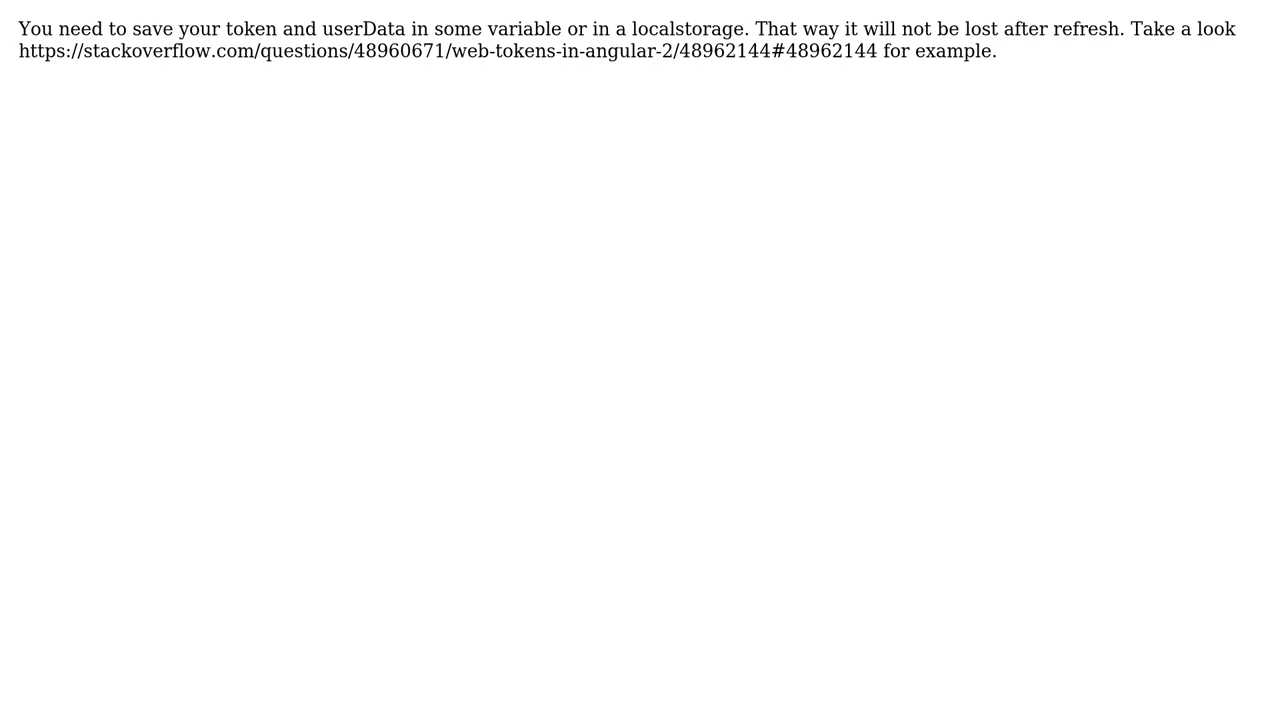 You need to save your token and userData in some variable or in a localstorage. That way it will not be lost after refresh. Take a look
https://stackoverflow.com/questions/48960671/web-tokens-in-angular-2/48962144#48962144 for example.